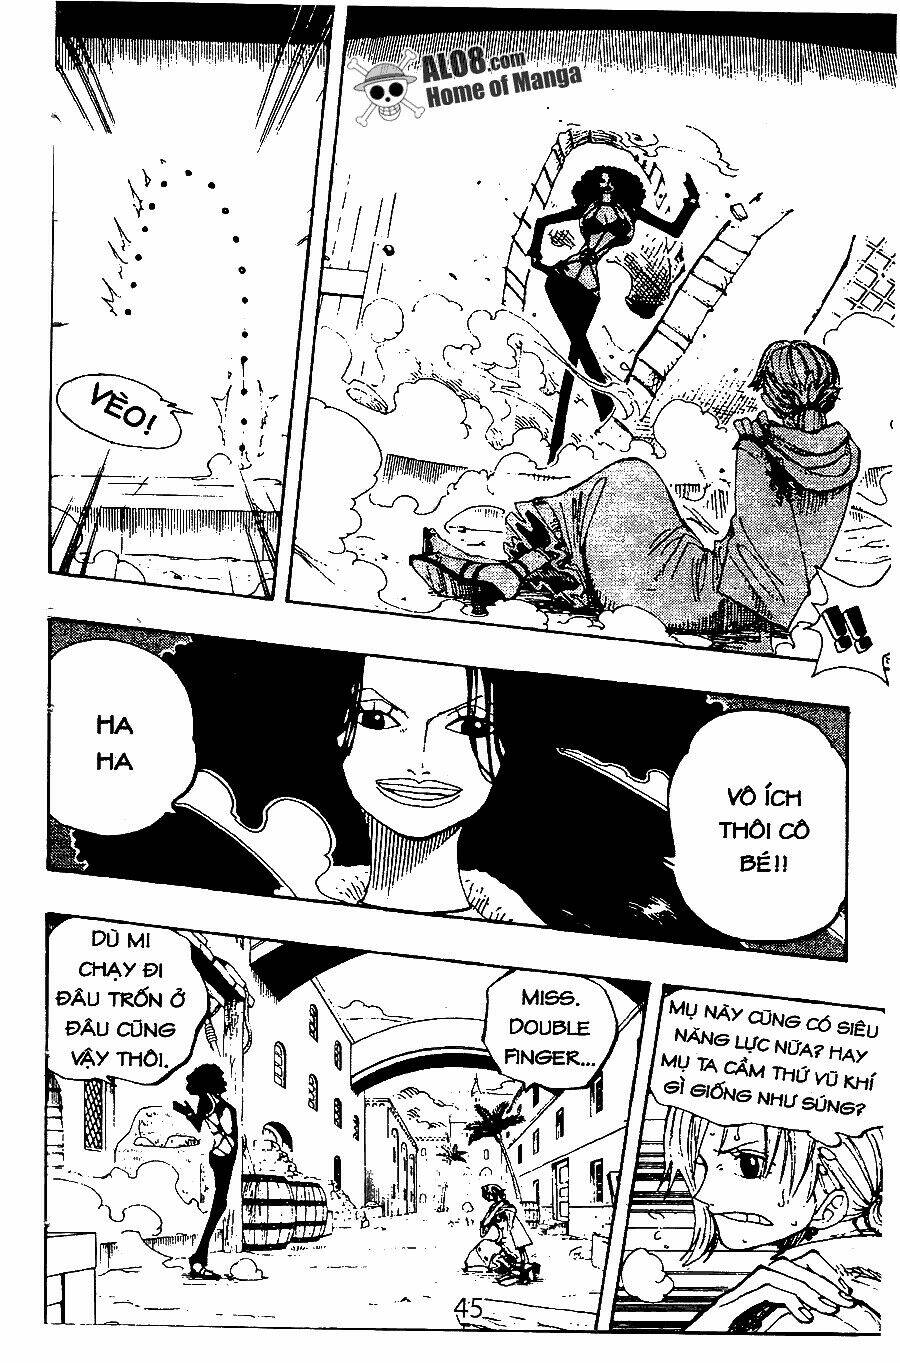 AL08.com
Home of Manga
VÈO!
!!
HA
HA
VÔ ÍCH
THÔI CÔ
BÉ!!
DÙ MI
CHẠY ĐI
ĐÂU TRỐN Ở
ĐÂU CŨNG
VẬY THÔI.
MISS.
DOUBLE
FINGER...
MỤ NÀY CŨNG CÓ SIÊU
NĂNG LỰC NỮA? HAY
MỤ TA CẦM THỨ VŨ KHÍ
GÌ GIỐNG NHƯ SÚNG?
45